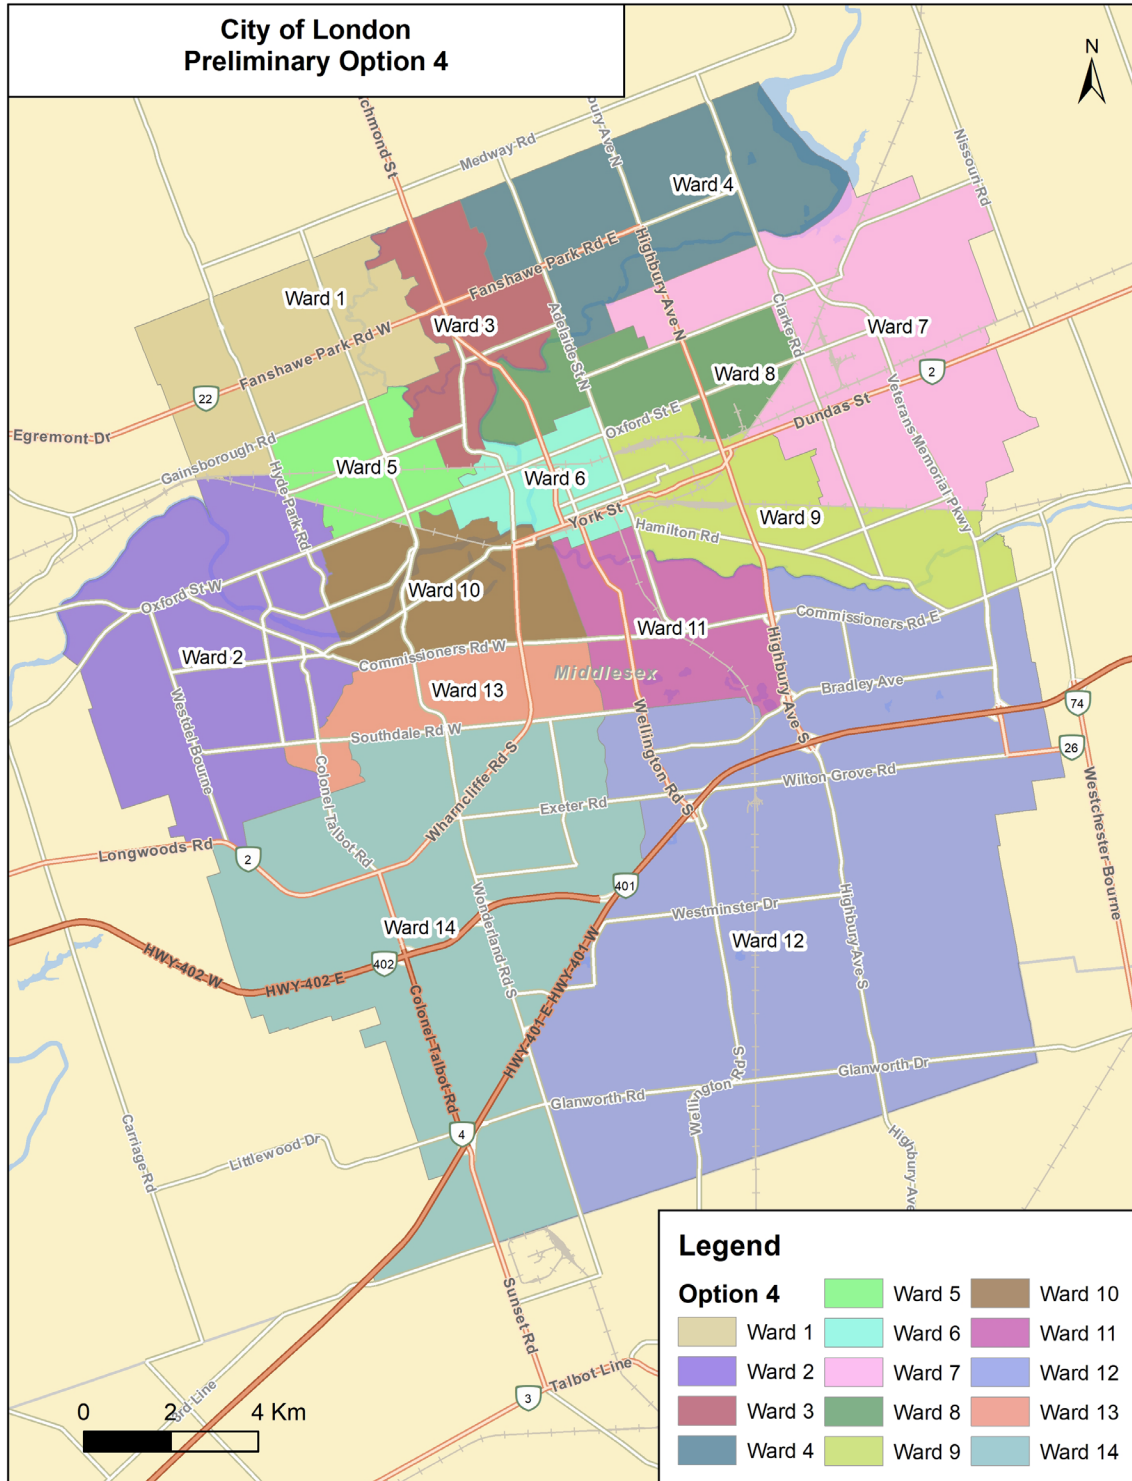 City of London
Preliminary Option 4
N
Medway Rd
Nissouri Rd
Ward 4
Fanshawe Park Rd E
Highbury Ave N
Ward 1
Ward 3
Adelaide St N
Clarke Rd
Ward 7
Fanshawe Park Rd W
22
Egremont Dr
Ward 8
2
Dundas St
Veterans Memorial Pkwy
Oxford St E
Gainsborough Rd
Ward 5
Hyde Park Rd
Ward 6
York St
Hamilton Rd
Ward 9
Oxford St W
Ward 10
Commissioners Rd E
Ward 11
Ward 2
Commissioners Rd W
Middlesex
Highbury Ave S
Bradley Ave
Ward 13
Westdel Bourne
Southdale Rd W
Wellington Rd S
74
26
Colonel Talbot Rd
Wharncliffe Rd S
Exeter Rd
Wilton Grove Rd
Westchester Bourne
Longwoods Rd
2
401
Wonderland Rd S
Westminster Dr
Highbury Ave S
Ward 14
Ward 12
HWY-402 W
HWY-402 E
402
Colonel Talbot Rd
HWY-401 E
HWY-401 W
Glanworth Rd
Wellington Rd S
Glanworth Dr
Carriage Rd
Littlewood Dr
4
Highbury Ave
Sunset Rd
Talbot Line
3
3rd Line
0 2 4 Km
Legend
Option 4
Ward 1
Ward 2
Ward 3
Ward 4
Ward 5
Ward 6
Ward 7
Ward 8
Ward 9
Ward 10
Ward 11
Ward 12
Ward 13
Ward 14